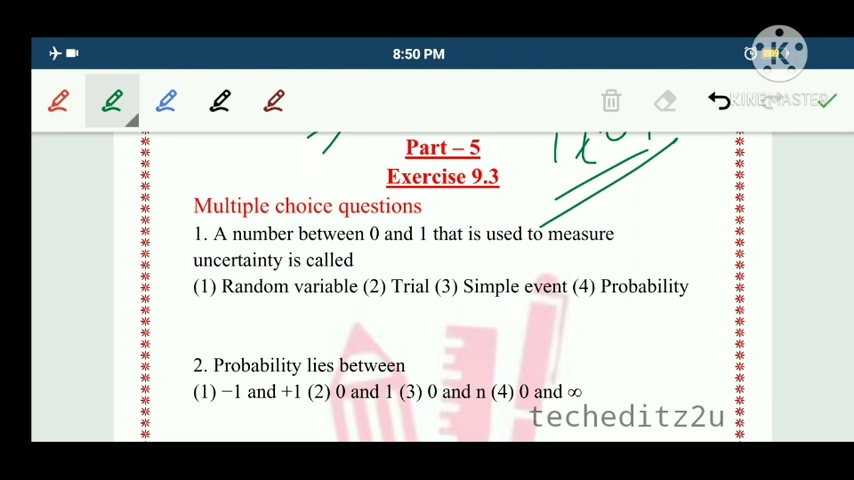 8:50 PM
KINEMASTER
Part – 5
Exercise 9.3
Multiple choice questions
1. A number between 0 and 1 that is used to measure
uncertainty is called
(1) Random variable (2) Trial (3) Simple event (4) Probability
2. Probability lies between
(1) −1 and +1 (2) 0 and 1 (3) 0 and n (4) 0 and ∞
techeditz2u